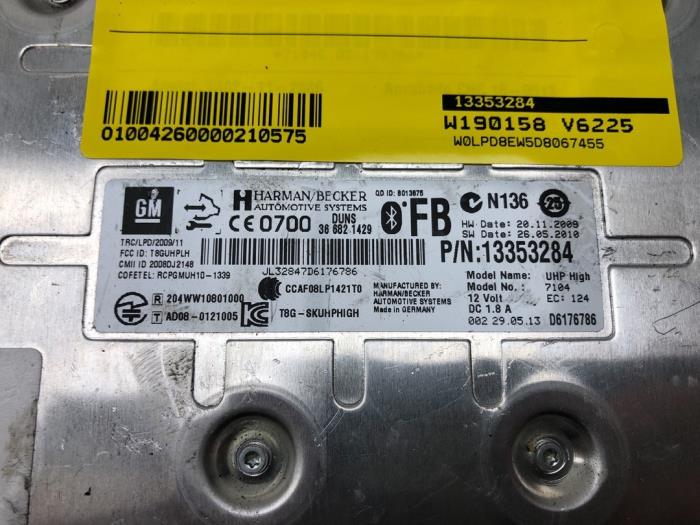 13353284
W190158 V6225
W0LPD8EW5D8067455
01004260000210575
GM
HARMAN/BECKER
AUTOMOTIVE SYSTEMS
QD ID: B013675
CE 0700
DUNS
36 682 1429
FB
N136
25
HW Date: 20.11.2009
SW Date: 26.05.2010
TRC/LPD/2009/11
FCC ID: T8GUHPLH
CMII ID 2008DJ2148
COFETEL: RCPGMUH10-1339
JL32847D6176786
P/N:13353284
R 204WW10801000
T AD08-0121005
CCAF08LP1421T0
T8G-SKUHPHIGH
MANUFACTURED BY:
HARMAN/BECKER
AUTOMOTIVE SYSTEMS
Made in GERMANY
Model Name: UHP High
Model No.: 7104
12 Volt EC: 124
DC 1.8 A
002 29.05.13 D6176786